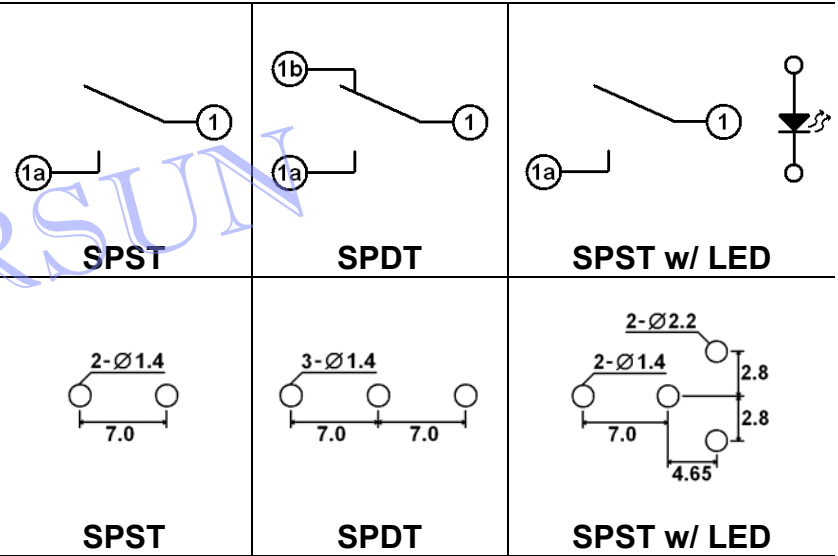 1
1a
SPST
1b
1
1a
SPDT
1
1a
SPST w/ LED
RSUN
2-Ø1.4
7.0
SPST
3-Ø1.4
7.0 7.0
SPDT
2-Ø2.2
2-Ø1.4
2.8
2.8
7.0
4.65
SPST w/ LED